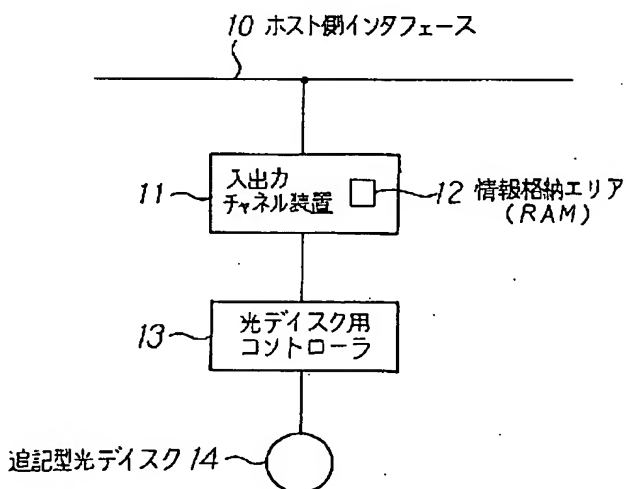 10 ホスト側インタフェース
11
入出力
チャネル装置
12 情報格納エリア
(RAM)
13
光ディスク用
コントローラ
追記型光ディスク 14